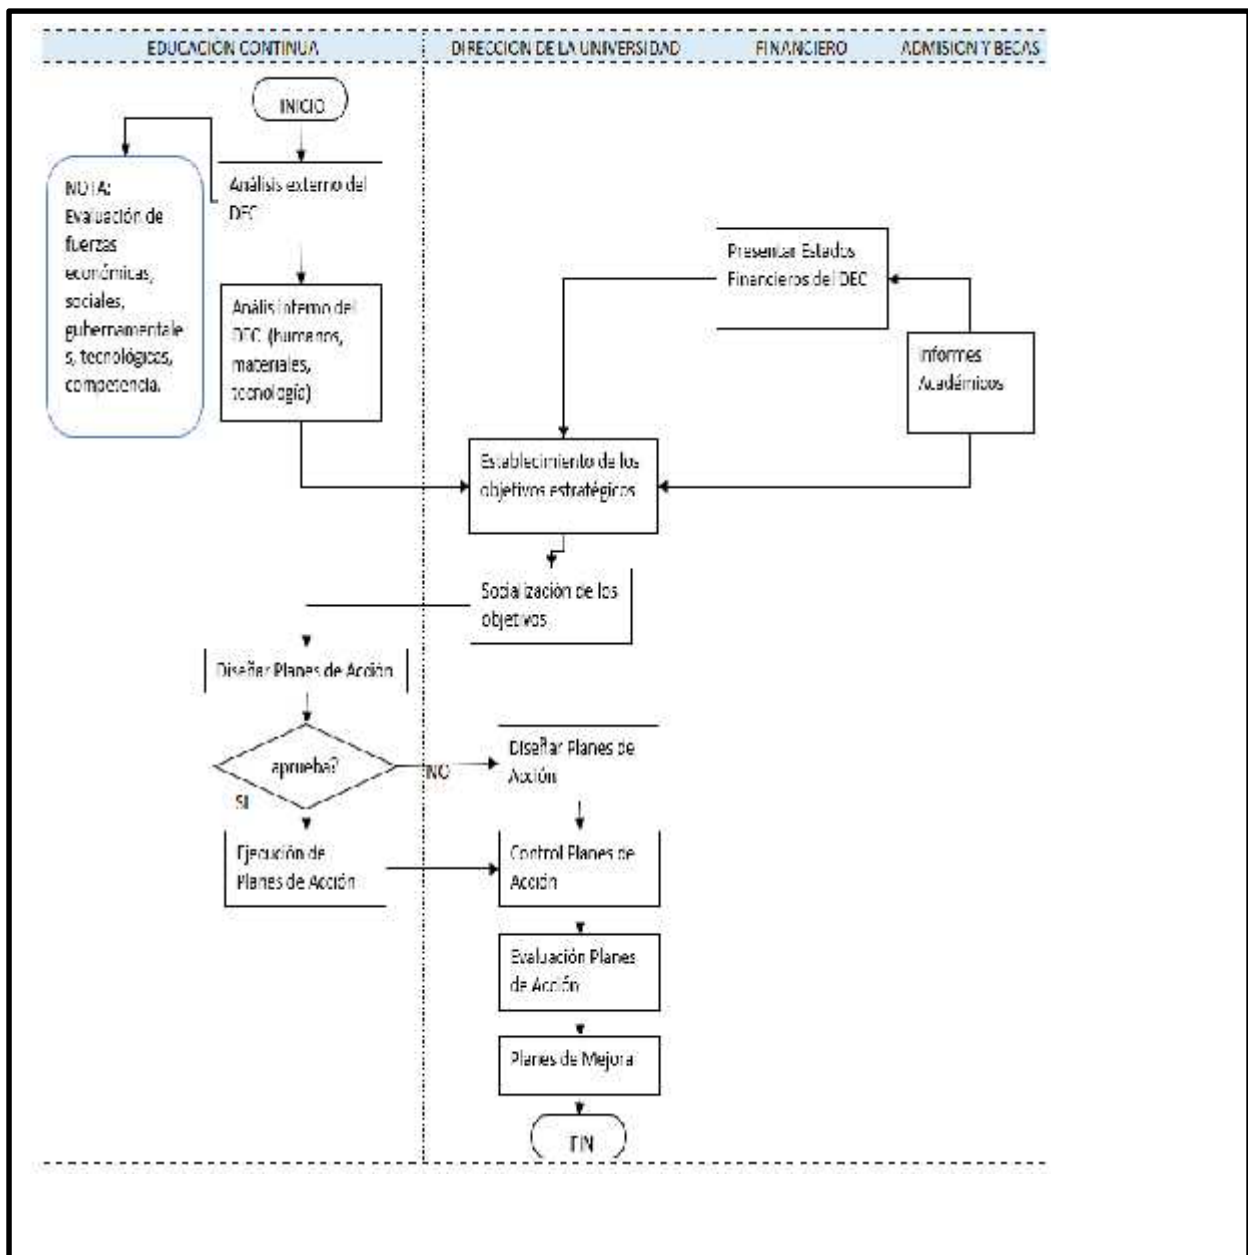 EDUCACION CONTINUA
DIRECCION DE LA UNIVERSIDAD
FINANCIERO
ADMISION Y BECAS
INICIO
NOTA:
Evaluación de
fuerzas
económicas,
sociales,
gubernamentale
s, tecnológicas,
competencia.
Análisis externo del
DEC
Anális interno del
DEC (humanos,
materiales,
tecnología)
Presentar Estados
Financieros del DEC
Informes
Académicos
Establecimiento de los
objetivos estratégicos
Socialización de los
objetivos
Diseñar Planes de Acción
aprueba?
NO
SI
Diseñar Planes de
Acción
Ejecución de
Planes de Acción
Control Planes de
Acción
Evaluación Planes
de Acción
Planes de Mejora
FIN